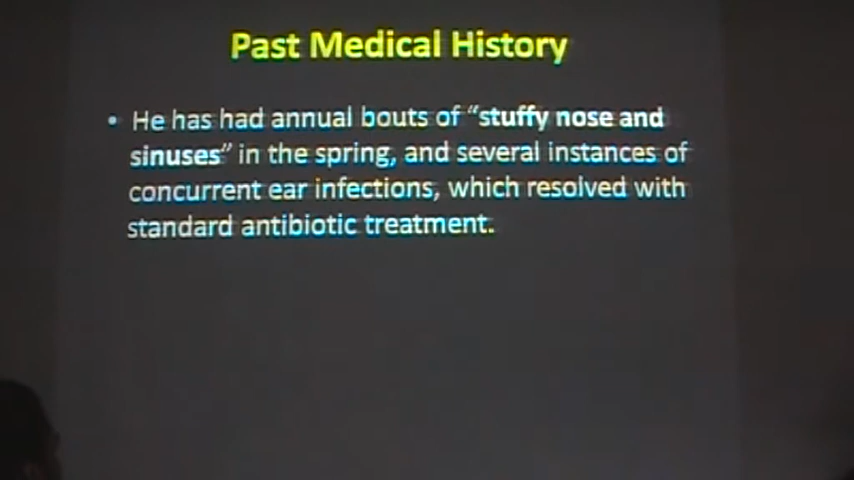 Past Medical History
• He has had annual bouts of “stuffy nose and
sinuses” in the spring, and several instances of
concurrent ear infections, which resolved with
standard antibiotic treatment.